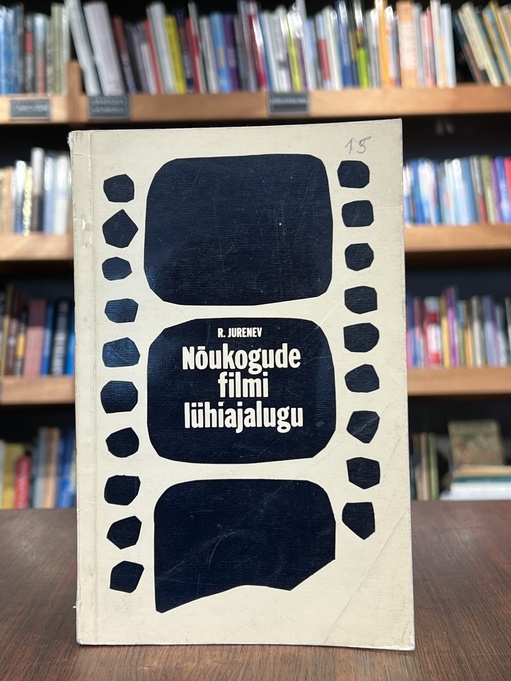 15
R. JURENEV
Nõukogude
filmi
lühiajalugu